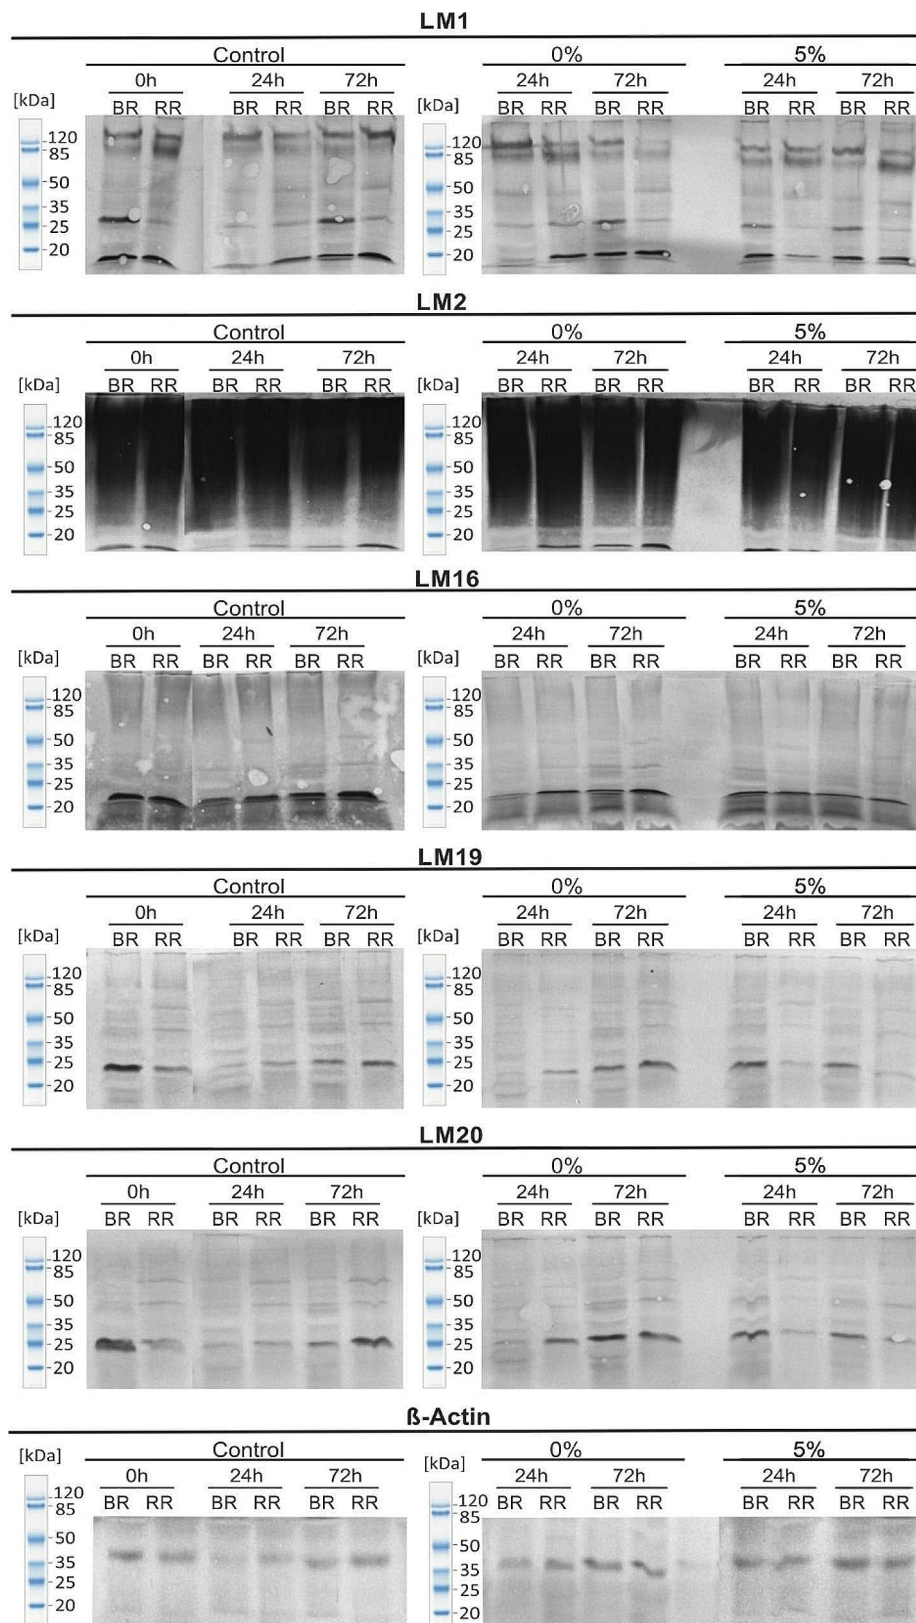 LM1
Control 0% 5%
0h 24h 72h 24h 72h 24h 72h
[kDa] BR RR BR RR BR RR [kDa] BR RR BR RR BR RR BR RR
120 120
85 85
50 50
35 35
25 25
20 20
LM2
Control 0% 5%
0h 24h 72h 24h 72h 24h 72h
[kDa] BR RR BR RR BR RR [kDa] BR RR BR RR BR RR BR RR
120 120
85 85
50 50
35 35
25 25
20 20
LM16
Control 0% 5%
0h 24h 72h 24h 72h 24h 72h
[kDa] BR RR BR RR BR RR [kDa] BR RR BR RR BR RR BR RR
120 120
85 85
50 50
35 35
25 25
20 20
LM19
Control 0% 5%
0h 24h 72h 24h 72h 24h 72h
[kDa] BR RR BR RR BR RR [kDa] BR RR BR RR BR RR BR RR
120 120
85 85
50 50
35 35
25 25
20 20
LM20
Control 0% 5%
0h 24h 72h 24h 72h 24h 72h
[kDa] BR RR BR RR BR RR [kDa] BR RR BR RR BR RR BR RR
120 120
85 85
50 50
35 35
25 25
20 20
ß-Actin
Control 0% 5%
[kDa] 0h 24h 72h [kDa] 24h 72h 24h 72h
BR RR BR RR BR RR BR RR BR RR BR RR BR RR
120 120
85 85
50 50
35 35
25 25
20 20